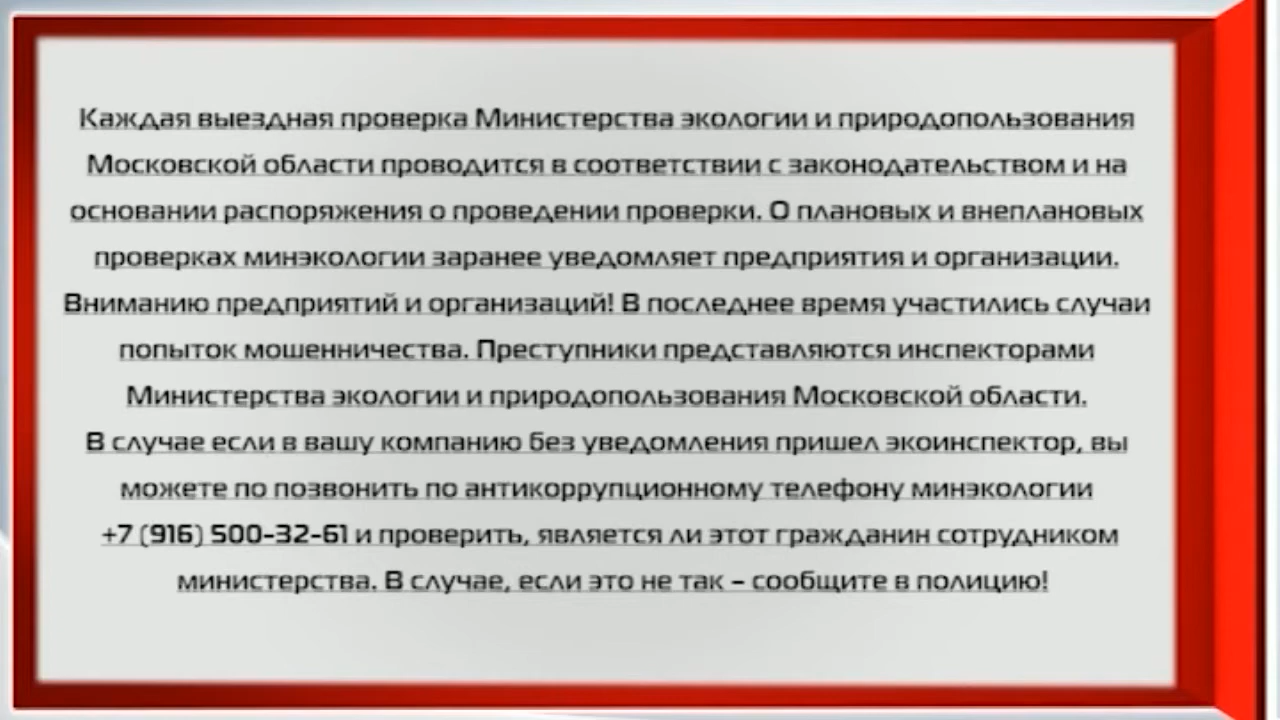 Каждая выездная проверка Министерства экологии и природопользования
Московской области проводится в соответствии с законодательством и на
основании распоряжения о проведении проверки. О плановых и внеплановых
проверках минэкологии заранее уведомляет предприятия и организации.
Вниманию предприятий и организаций! В последнее время участились случаи
попыток мошенничества. Преступники представляются инспекторами
Министерства экологии и природопользования Московской области.
В случае если в вашу компанию без уведомления пришел экоинспектор, вы
можете по позвонить по антикоррупционному телефону минэкологии
+7 (916) 500-32-61 и проверить, является ли этот гражданин сотрудником
министерства. В случае, если это не так – сообщите в полицию!